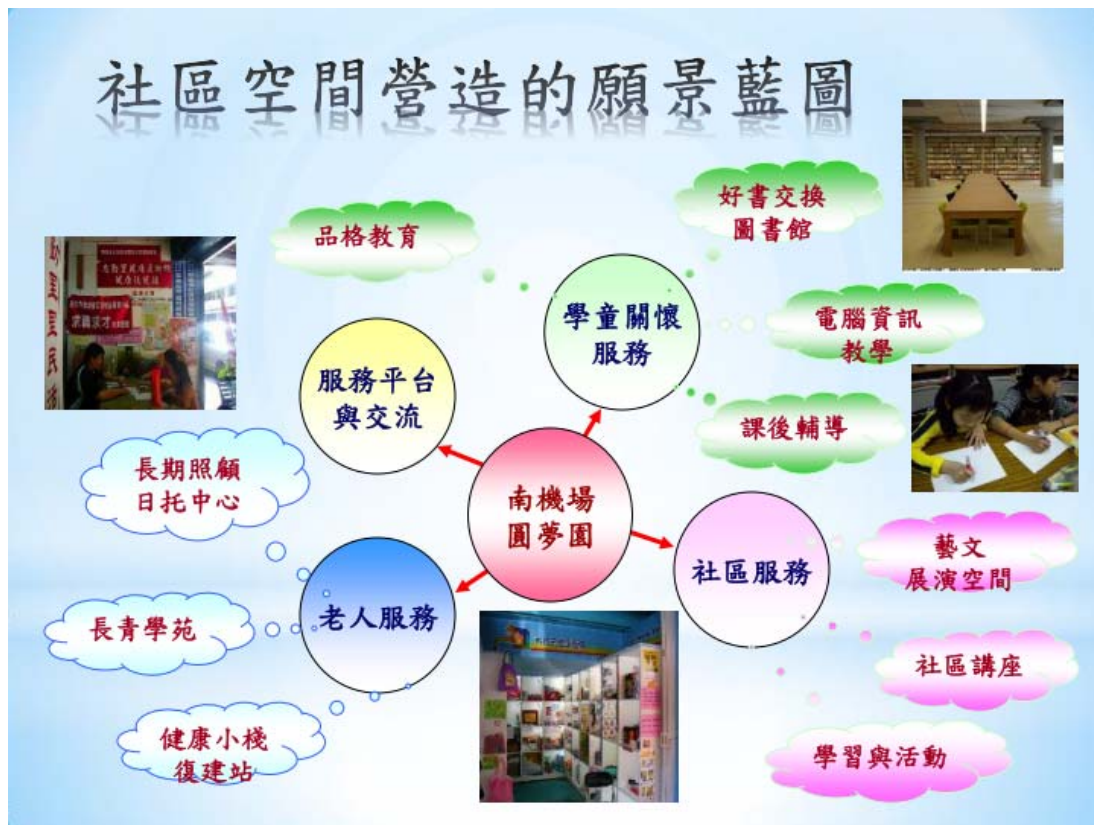 社區空間營造的願景藍圖
品格教育
好書交換
圖書館
學童關懷
服務
電腦資訊
教學
課後輔導
服務平台
與交流
南機場
圓夢園
長期照顧
日托中心
老人服務
長青學苑
健康小棧
復建站
社區服務
藝文
展演空間
社區講座
學習與活動
求職求才